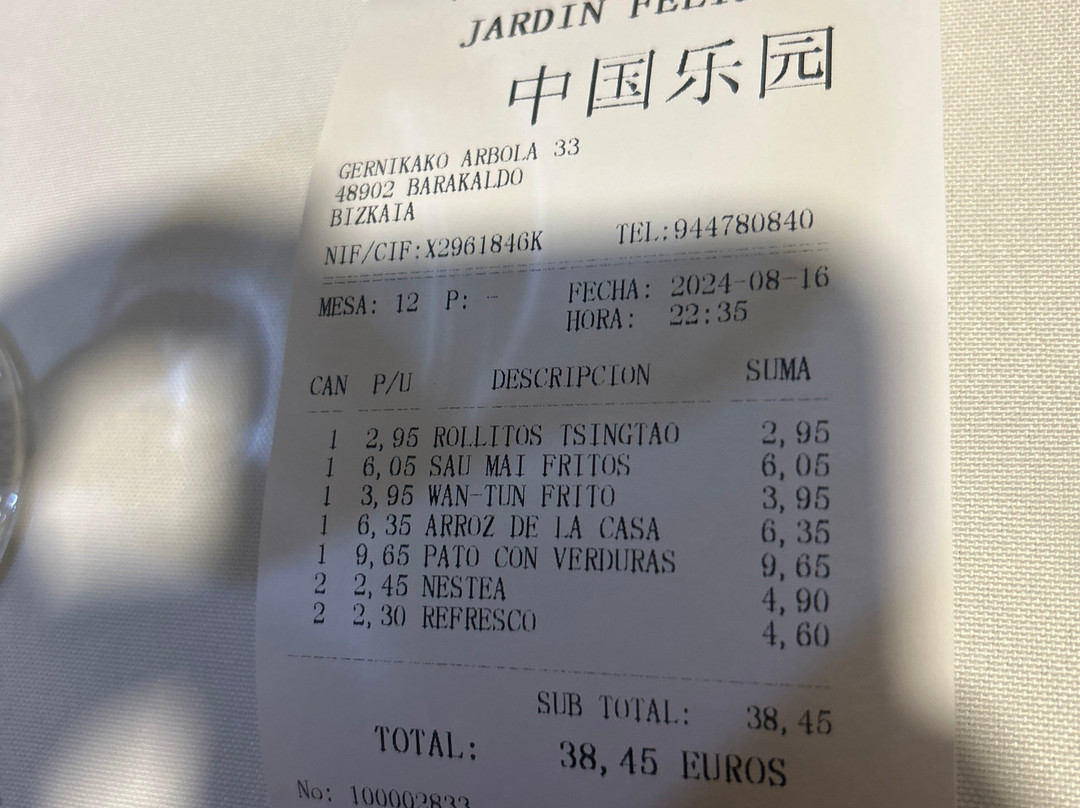 JARDIN
中国乐园
GERNIKAKO ARBOLA 33
48902 BARAKALDO
BIZKAIA
NIF/CIF:X2961846K TEL:944780840
MESA: 12 P: - FECHA: 2024-08-16
HORA: 22:35
CAN P/U DESCRIPCION SUMA
1 2,95 ROLLITOS TSINGTAO 2,95
1 6,05 SAU MAI FRITOS 6,05
1 3,95 WAN-TUN FRITO 3,95
1 6,35 ARROZ DE LA CASA 6,35
1 9,65 PATO CON VERDURAS 9,65
2 2,45 NESTEA 4,90
2 2,30 REFRESCO 4,60
SUB TOTAL: 38,45
TOTAL: 38,45 EUROS
No: 100002833